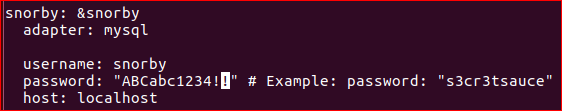 snorby: &snorby
adapter: mysql
username: snorby
password: "ABCabc1234!!" # Example: password: "s3cr3tsauce"
host: localhost